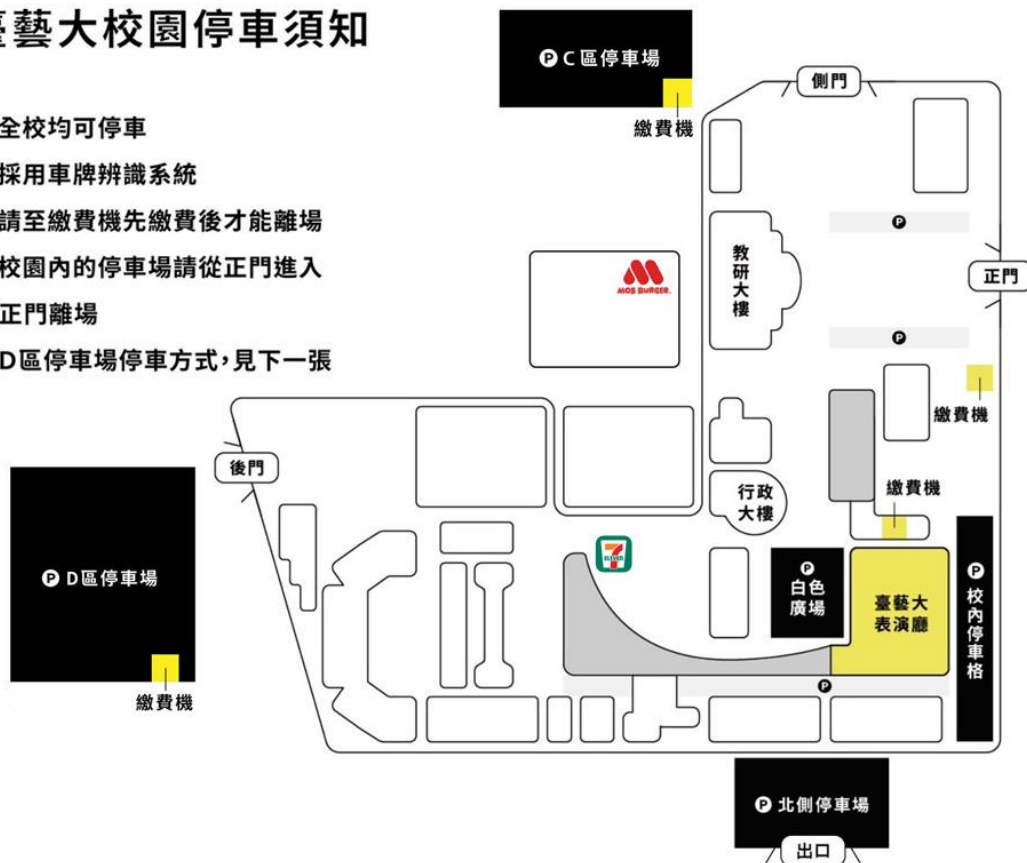 臺藝大校園停車須知
全校均可停車
採用車牌辨識系統
請至繳費機先繳費後才能離場
校園內的停車場請從正門進入
正門離場
D區停車場停車方式，見下一張
P C區停車場
繳費機
側門
MOS BURGER
教研大樓
P
正門
P
繳費機
後門
行政
大樓
繳費機
P D區停車場
繳費機
7
ELEVEN
P
白色
廣場
臺藝大
表演廳
P 校內停車格
P
P 北側停車場
出口